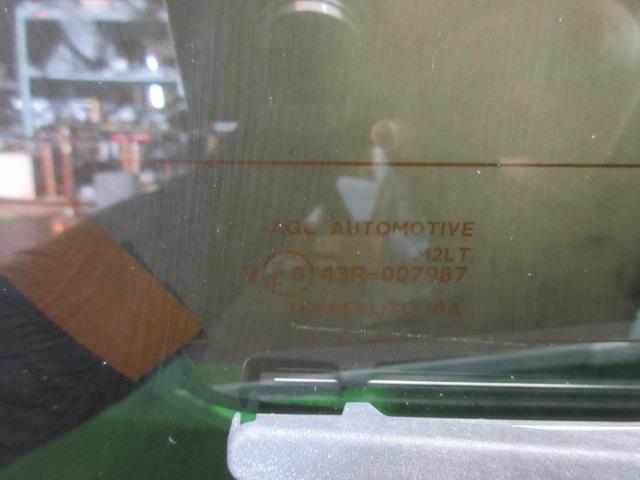 AGC AUTOMOTIVE
M2LT
V E 6 43R-007987
TEMPERLITE 10A